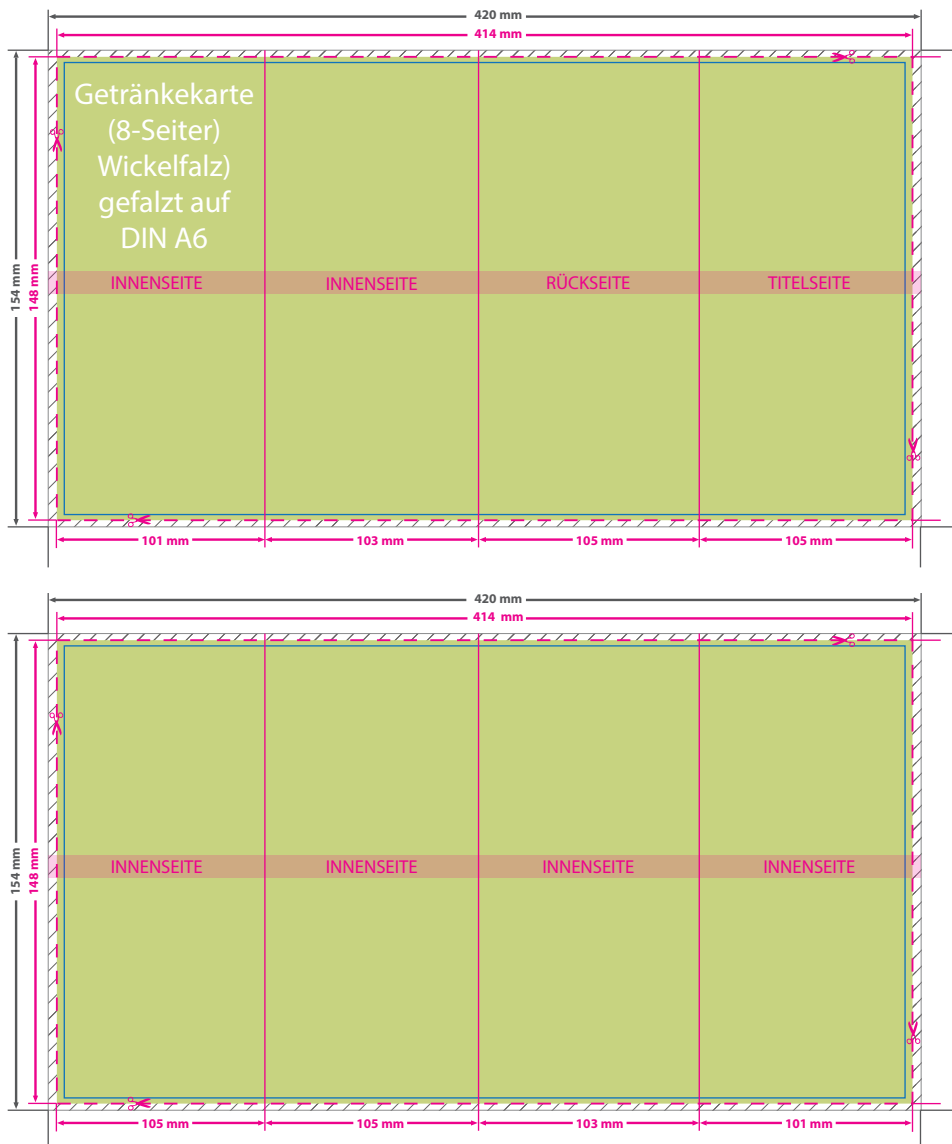 420 mm
414 mm
Getränkekarte
(8-Seiter)
Wickelfalz)
gefalzt auf
DIN A6
154 mm
148 mm
INNENSEITE
INNENSEITE
RÜCKSEITE
TITELSEITE
101 mm
103 mm
105 mm
105 mm
420 mm
414 mm
154 mm
148 mm
INNENSEITE
INNENSEITE
INNENSEITE
INNENSEITE
105 mm
105 mm
103 mm
101 mm